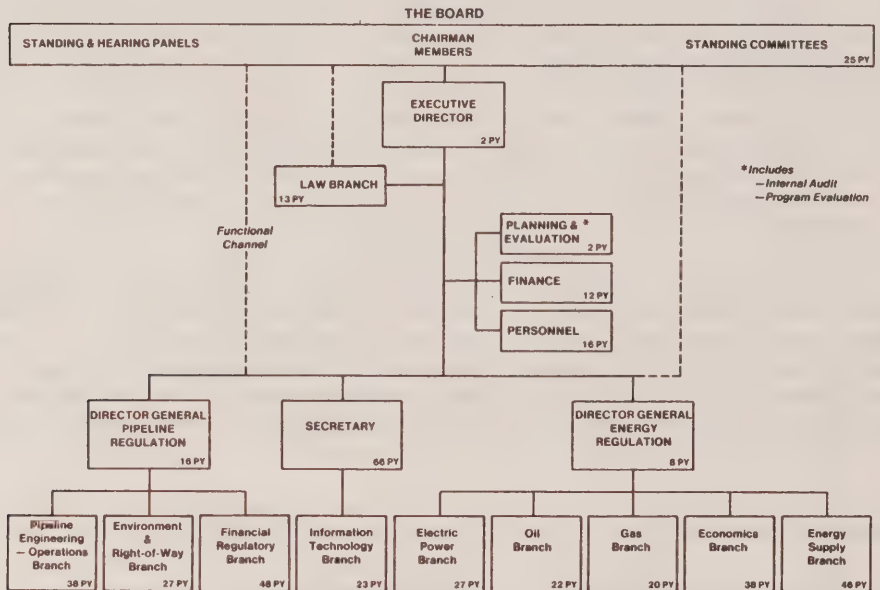 THE BOARD
STANDING & HEARING PANELS
CHAIRMAN
MEMBERS
STANDING COMMITTEES
25 PY
EXECUTIVE
DIRECTOR
2 PY
LAW BRANCH
13 PY
*Includes
—Internal Audit
—Program Evaluation
Functional
Channel
PLANNING & *
EVALUATION
2 PY
FINANCE
12 PY
PERSONNEL
16 PY
DIRECTOR GENERAL
PIPELINE
REGULATION
16 PY
SECRETARY
66 PY
DIRECTOR GENERAL
ENERGY
REGULATION
8 PY
Pipeline
Engineering
— Operations
Branch
38 PY
Environment
&
Right-of-Way
Branch
27 PY
Financial
Regulatory
Branch
48 PY
Information
Technology
Branch
23 PY
Electric
Power
Branch
27 PY
Oil
Branch
22 PY
Gas
Branch
20 PY
Economics
Branch
38 PY
Energy
Supply
Branch
46 PY